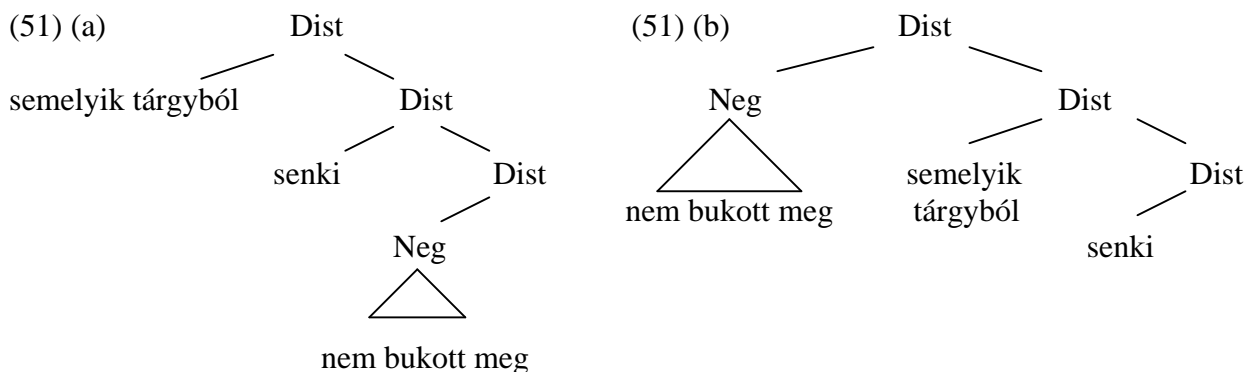 (51) (a) Dist
semelyik tárgyból Dist
senki Dist
Neg
nem bukott meg
(51) (b) Dist
Neg Dist
nem bukott meg semelyik tárgyból Dist
senki